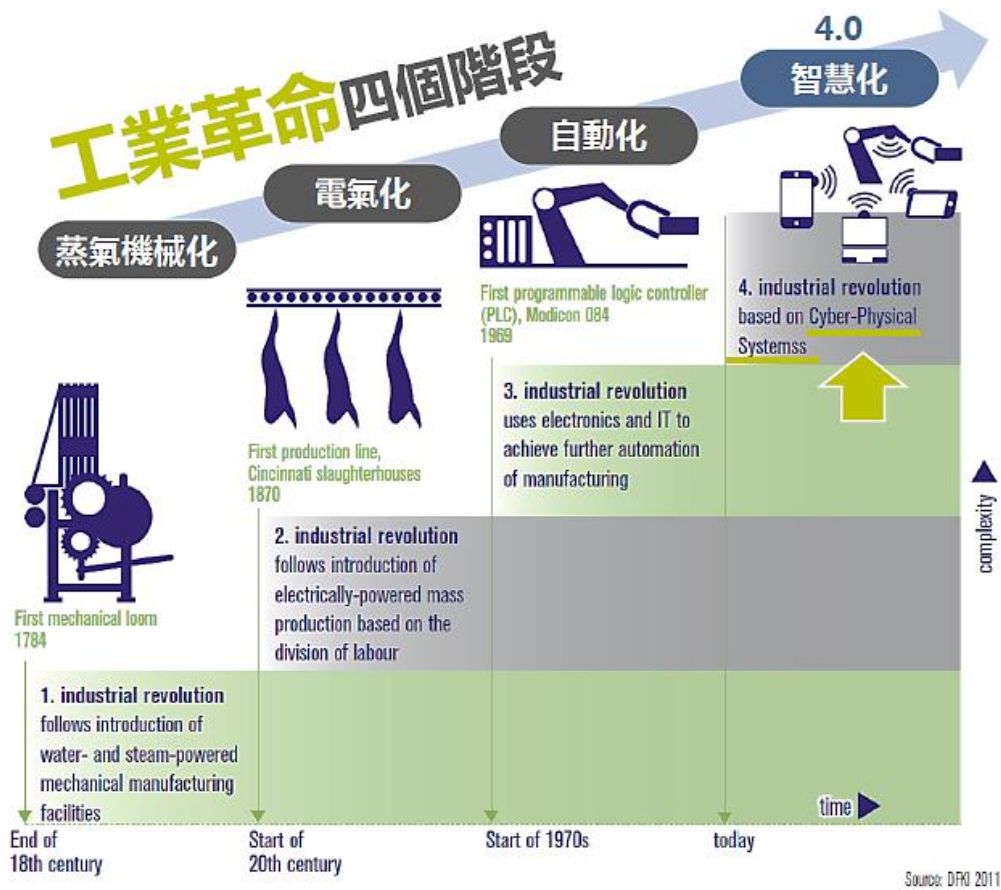 工業革命四個階段
4.0
智慧化
自動化
電氣化
蒸氣機械化
First mechanical loom
1784
First production line,
Cincinnati slaughterhouses
1870
First programmable logic controller
(PLC), Modicon 084
1969
4. industrial revolution
based on Cyber-Physical
Systemss
3. industrial revolution
uses electronics and IT to
achieve further automation
of manufacturing
2. industrial revolution
follows introduction of
electrically-powered mass
production based on the
division of labour
1. industrial revolution
follows introduction of
water- and steam-powered
mechanical manufacturing
facilities
complexity
time
End of
18th century
Start of
20th century
Start of 1970s
today
Source: DFKI 2011